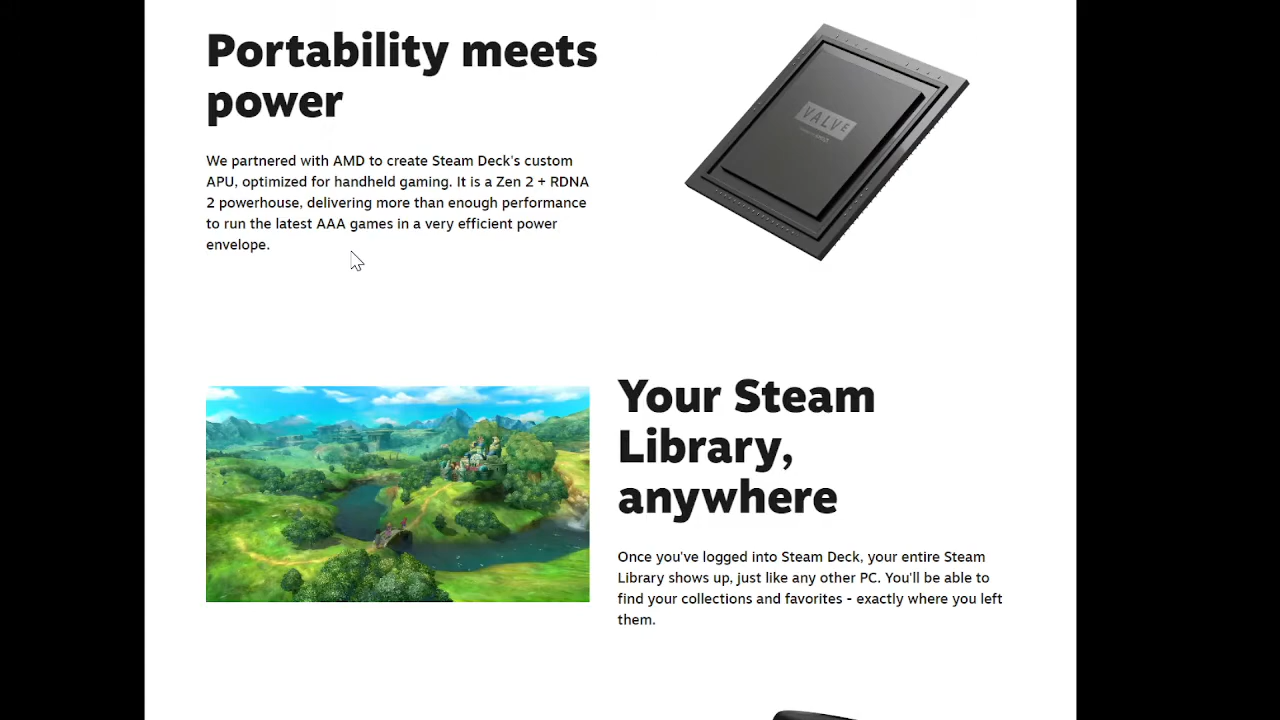 Portability meets
power
We partnered with AMD to create Steam Deck's custom
APU, optimized for handheld gaming. It is a Zen 2 + RDNA
2 powerhouse, delivering more than enough performance
to run the latest AAA games in a very efficient power
envelope.
VALVE
Your Steam
Library,
anywhere
Once you've logged into Steam Deck, your entire Steam
Library shows up, just like any other PC. You'll be able to
find your collections and favorites - exactly where you left
them.